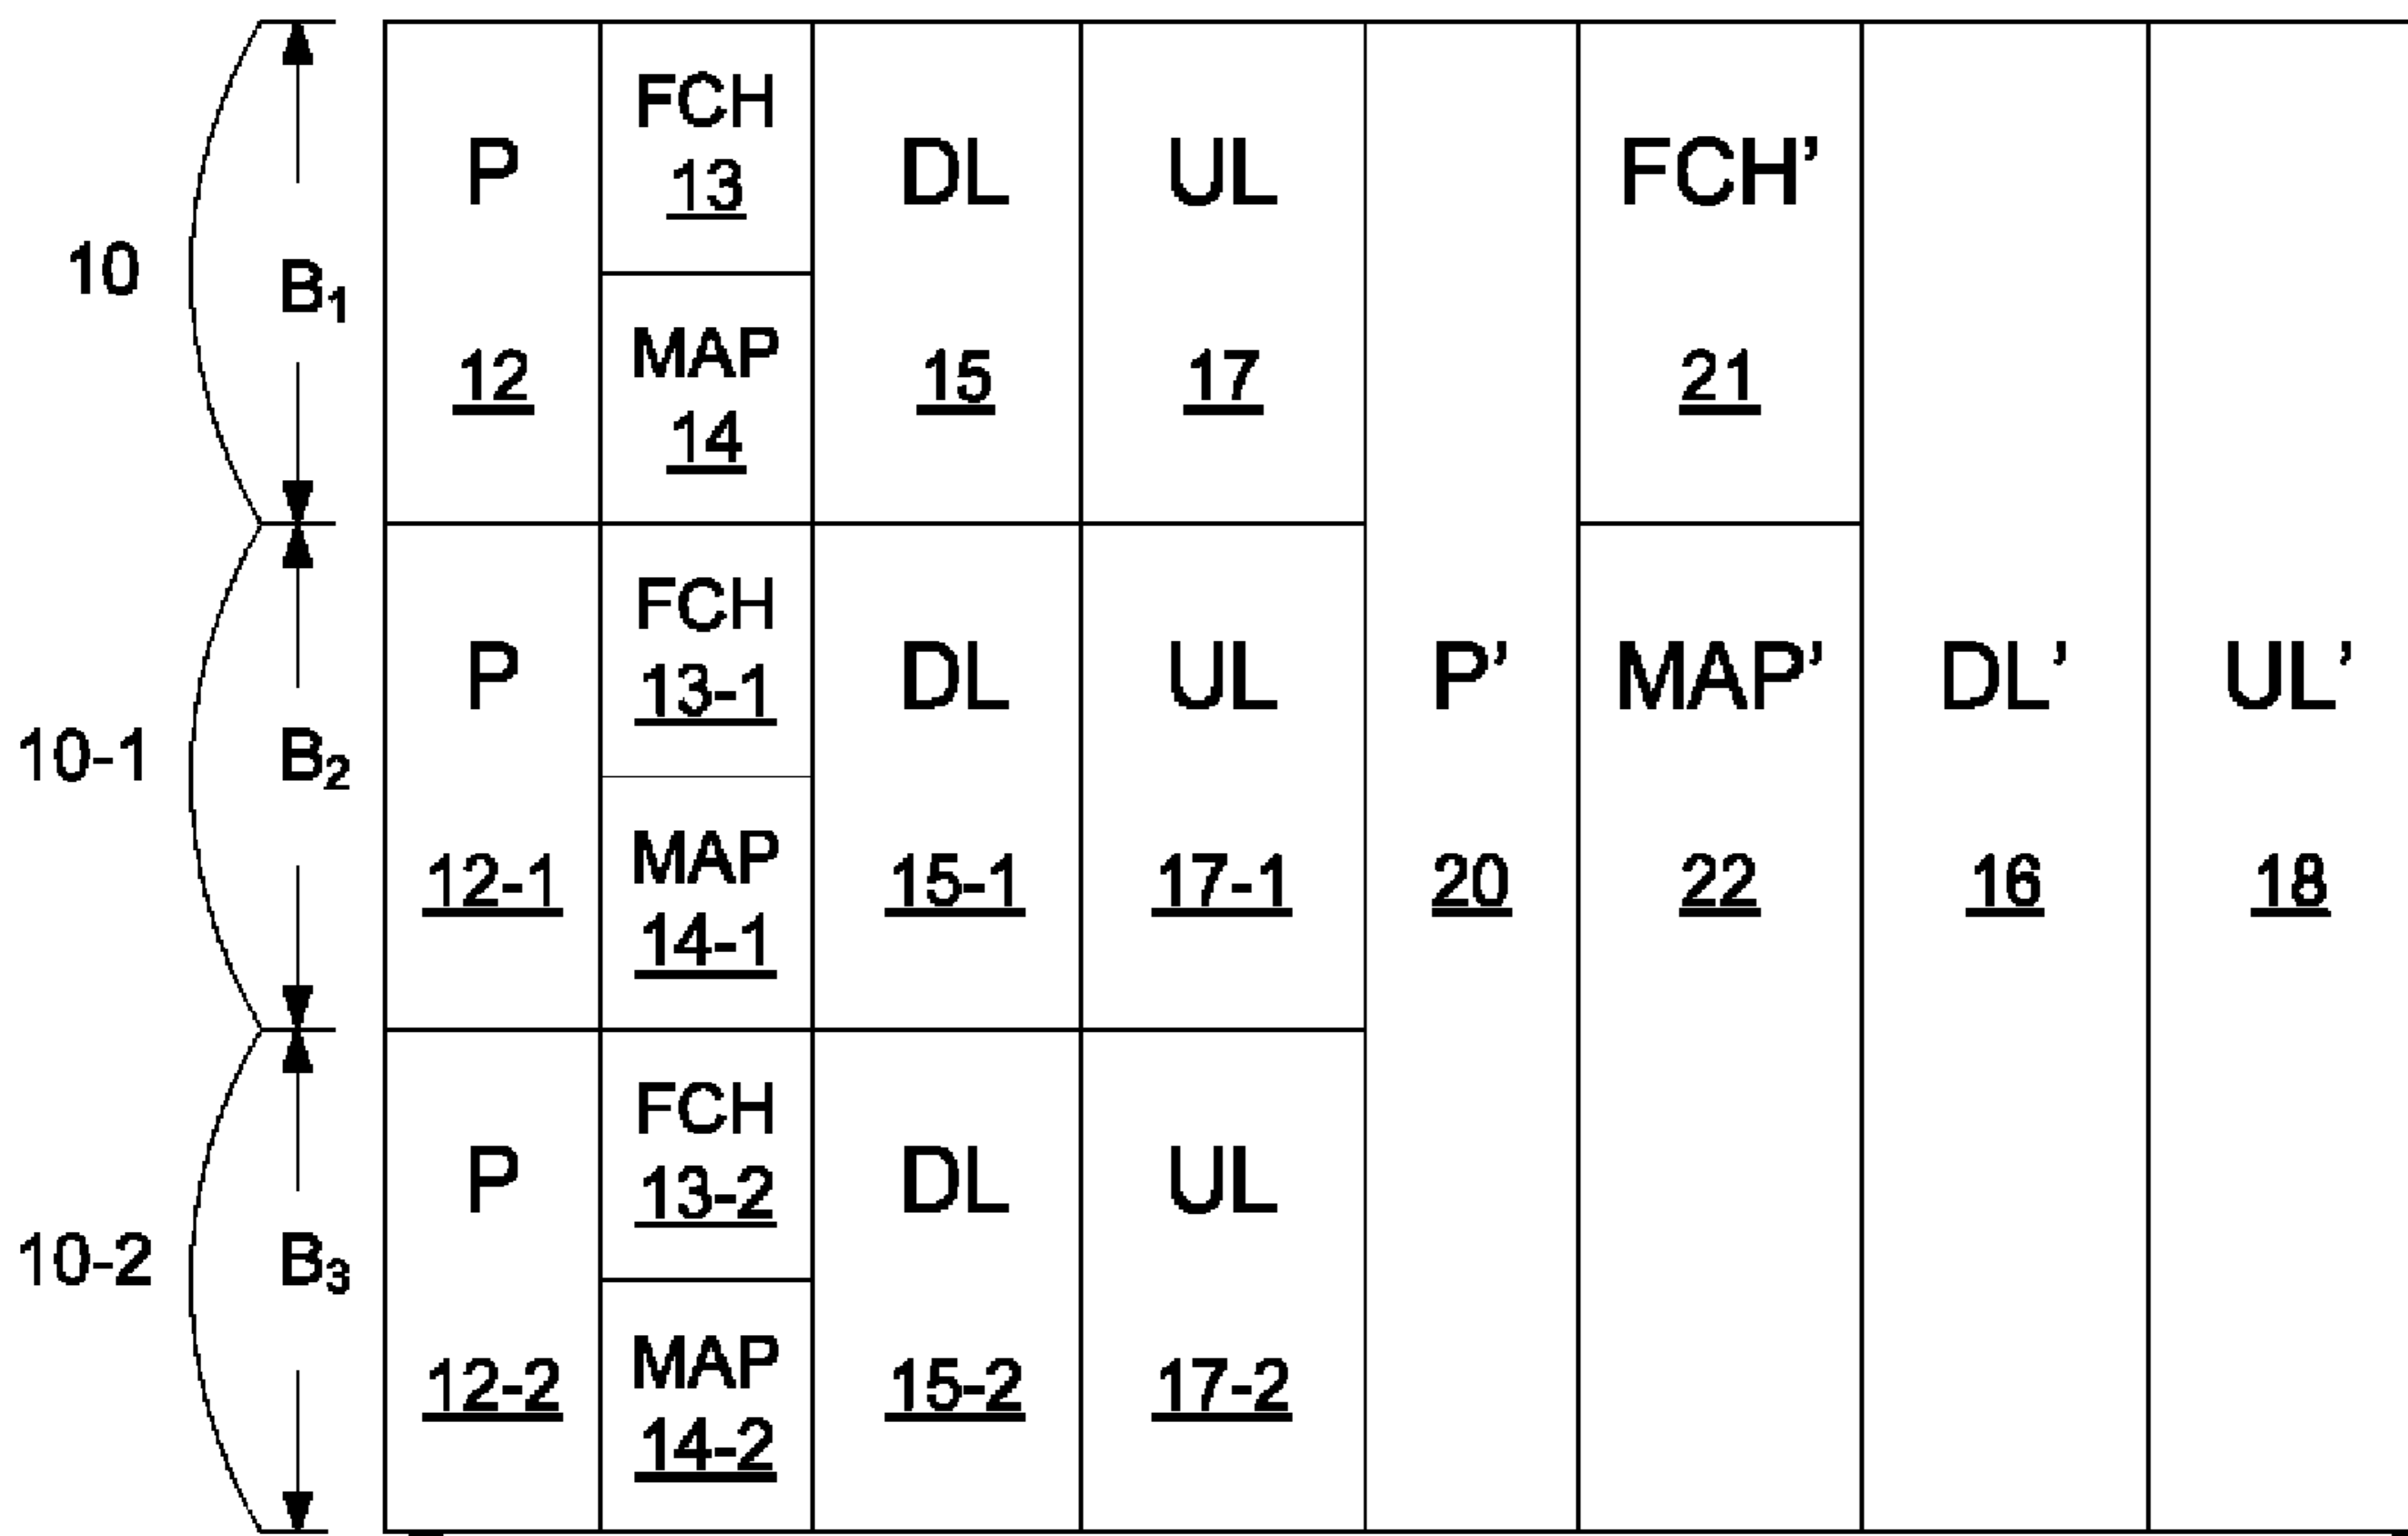 10
B1
P
12
FCH
13
MAP
14
DL
15
UL
17
FCH'
21
10-1
B2
P
12-1
FCH
13-1
MAP
14-1
DL
15-1
UL
17-1
P'
20
MAP'
22
DL'
16
UL'
18
10-2
B3
P
12-2
FCH
13-2
MAP
14-2
DL
15-2
UL
17-2